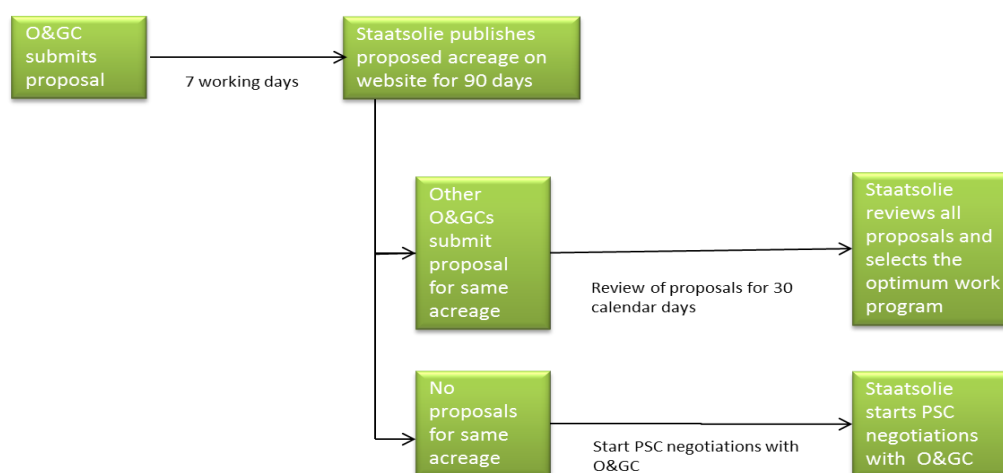 O&GC
submits
proposal
7 working days
Staatsolie publishes
proposed acreage on
website for 90 days
Other
O&GCs
submit
proposal
for same
acreage
Review of proposals for 30
calendar days
Staatsolie
reviews all
proposals and
selects the
optimum work
program
No
proposals
for same
acreage
Start PSC negotiations with
O&GC
Staatsolie
starts PSC
negotiations
with O&GC